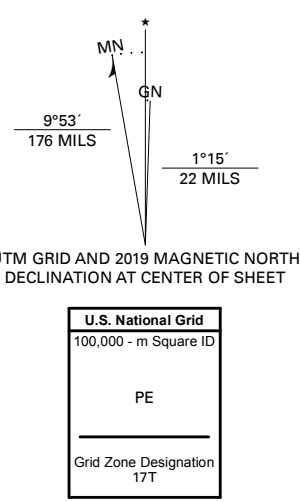 ★
MN
GN
9°53´
176 MILS
1°15´
22 MILS
UTM GRID AND 2019 MAGNETIC NORTH
DECLINATION AT CENTER OF SHEET
U.S. National Grid
100,000 - m Square ID
PE
Grid Zone Designation
17T